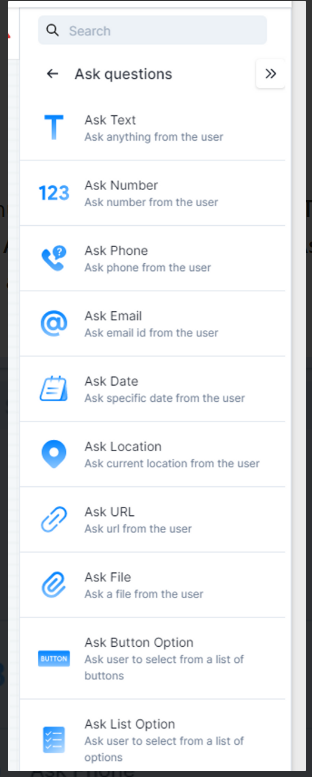 Search
Ask questions
T
Ask Text
Ask anything from the user
123
Ask Number
Ask number from the user
?
Ask Phone
Ask phone from the user
@
Ask Email
Ask email id from the user
Ask Date
Ask specific date from the user
Ask Location
Ask current location from the user
Ask URL
Ask url from the user
Ask File
Ask a file from the user
BUTTON
Ask Button Option
Ask user to select from a list of
buttons
Ask List Option
Ask user to select from a list of
options
Ask Phone